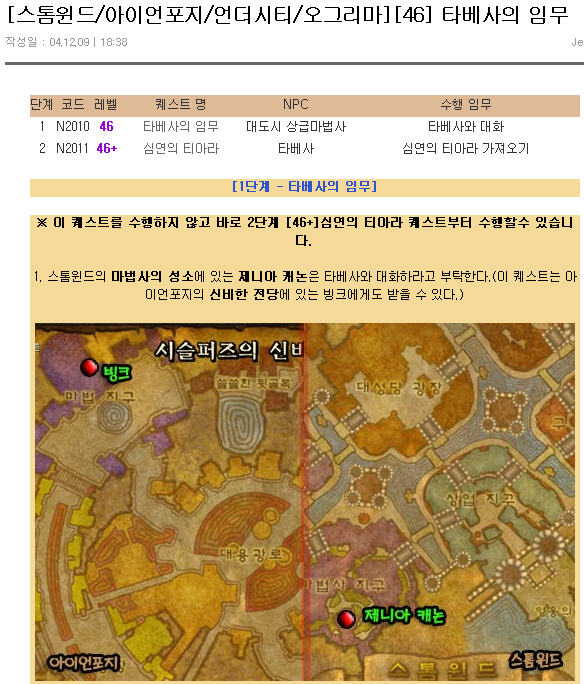 [스톰윈드/아이언포지/언더시티/오그리마][46] 타베사의 임무
작성일 : 04,12,09 | 18:38
Je
단계 코드 레벨 퀘스트 명 NPC 수행 임무
1 N2010 46 타베사의 임무 대도시 상급마법사 타베사와 대화
2 N2011 46+ 심연의 티아라 타베사 심연의 티아라 가져오기
[1단계 - 타베사의 임무]
※ 이 퀘스트를 수행하지 않고 바로 2단계 [46+]심연의 티아라 퀘스트부터 수행할수 있습니
다.
1. 스톰윈드의 마법사의 성소에 있는 제니아 캐논은 타베사와 대화하라고 부탁한다.(이 퀘스트는 아
이언포지의 신비한 전당에 있는 빙크에게도 받을 수 있다.)
시슬퍼즈의 신비
빙크
마법 지구
쓸쓸한 뒷골목
대성당 광장
상업 지구
대용광로
마법사 지구
제니아 캐논
영웅의
아이언포지
스톰윈드
스톰윈드